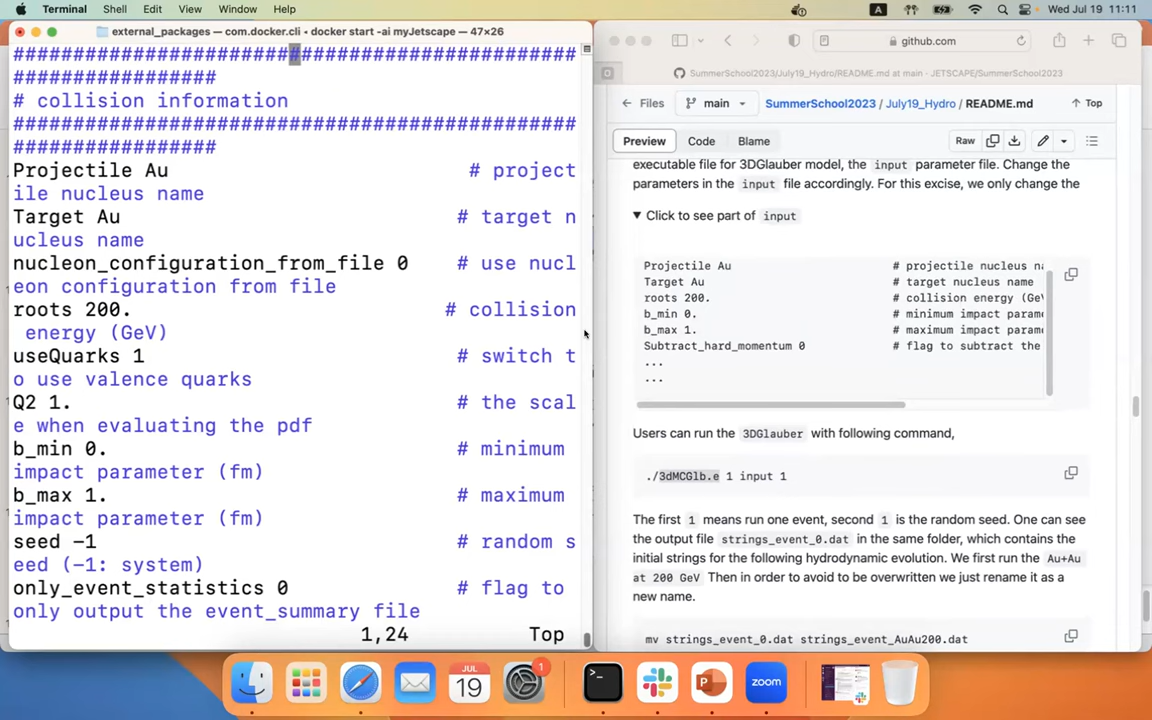 Terminal Shell Edit View Window Help
A
Wed Jul 19 11:11
external_packages — com.docker.cli • docker start -ai myJetscape — 47×26
###############################################
#################
# collision information
###############################################
#################
Projectile Au # project
ile nucleus name
Target Au # target n
ucleus name
nucleon_configuration_from_file 0 # use nucl
eon configuration from file
roots 200. # collision
energy (GeV)
useQuarks 1 # switch t
o use valence quarks
Q2 1. # the scal
e when evaluating the pdf
b_min 0. # minimum
impact parameter (fm)
b_max 1. # maximum
impact parameter (fm)
seed -1 # random s
eed (-1: system)
only_event_statistics 0 # flag to
only output the event_summary file
1,24 Top
github.com
SummerSchool2023/July19_Hydro/README.md at main · JETSCAPE/SummerSchool2023
Files main SummerSchool2023 / July19_Hydro / README.md Top
Preview Code Blame Raw
executable file for 3DGlauber model, the input parameter file. Change the
parameters in the input file accordingly. For this excise, we only change the
Click to see part of input
Projectile Au # projectile nucleus na
Target Au # target nucleus name
roots 200. # collision energy (GeV
b_min 0. # minimum impact parame
b_max 1. # maximum impact parame
Subtract_hard_momentum 0 # flag to subtract the
...
...
Users can run the 3DGlauber with following command,
./3dMCGlb.e 1 input 1
The first 1 means run one event, second 1 is the random seed. One can see
the output file strings_event_0.dat in the same folder, which contains the
initial strings for the following hydrodynamic evolution. We first run the Au+Au
at 200 GeV Then in order to avoid to be overwritten we just rename it as a
new name.
mv strings_event_0.dat strings_event_AuAu200.dat
JUL
19
1
zoom